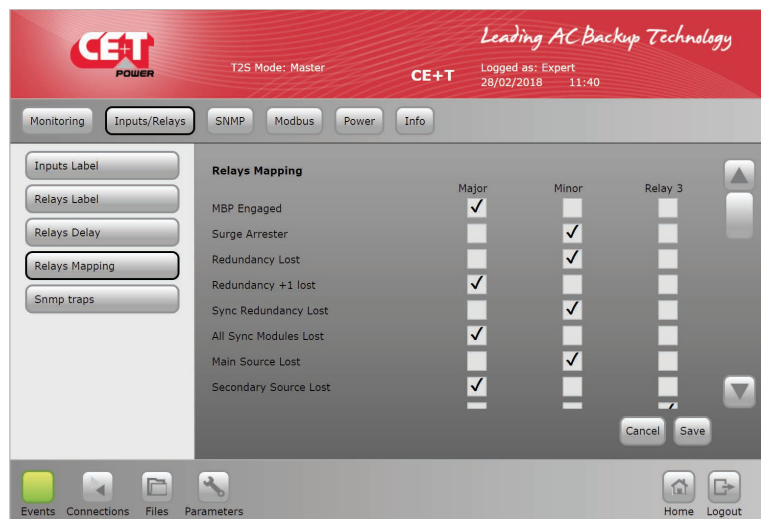 CE+T
POWER
Leading AC Backup Technology
T2S Mode: Master
CE+T
Logged as: Expert
28/02/2018 11:40
Monitoring Inputs/Relays SNMP Modbus Power Info
Inputs Label
Relays Label
Relays Delay
Relays Mapping
Snmp traps
Relays Mapping
Major Minor Relay 3
MBP Engaged
Surge Arrester
Redundancy Lost
Redundancy +1 lost
Sync Redundancy Lost
All Sync Modules Lost
Main Source Lost
Secondary Source Lost
Cancel Save
Events Connections Files Parameters Home Logout